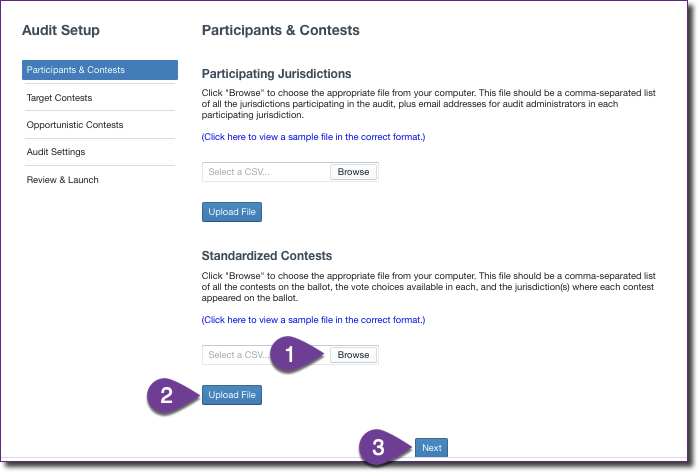 Audit Setup
Participants & Contests
Target Contests
Opportunistic Contests
Audit Settings
Review & Launch
Participants & Contests
Participating Jurisdictions
Click "Browse" to choose the appropriate file from your computer. This file should be a comma-separated list
of all the jurisdictions participating in the audit, plus email addresses for audit administrators in each
participating jurisdiction.
(Click here to view a sample file in the correct format.)
Select a CSV... Browse
Upload File
Standardized Contests
Click "Browse" to choose the appropriate file from your computer. This file should be a comma-separated list
of all the contests on the ballot, the vote choices available in each, and the jurisdiction(s) where each contest
appeared on the ballot.
(Click here to view a sample file in the correct format.)
Select a CSV... 1 Browse
2 Upload File
3 Next